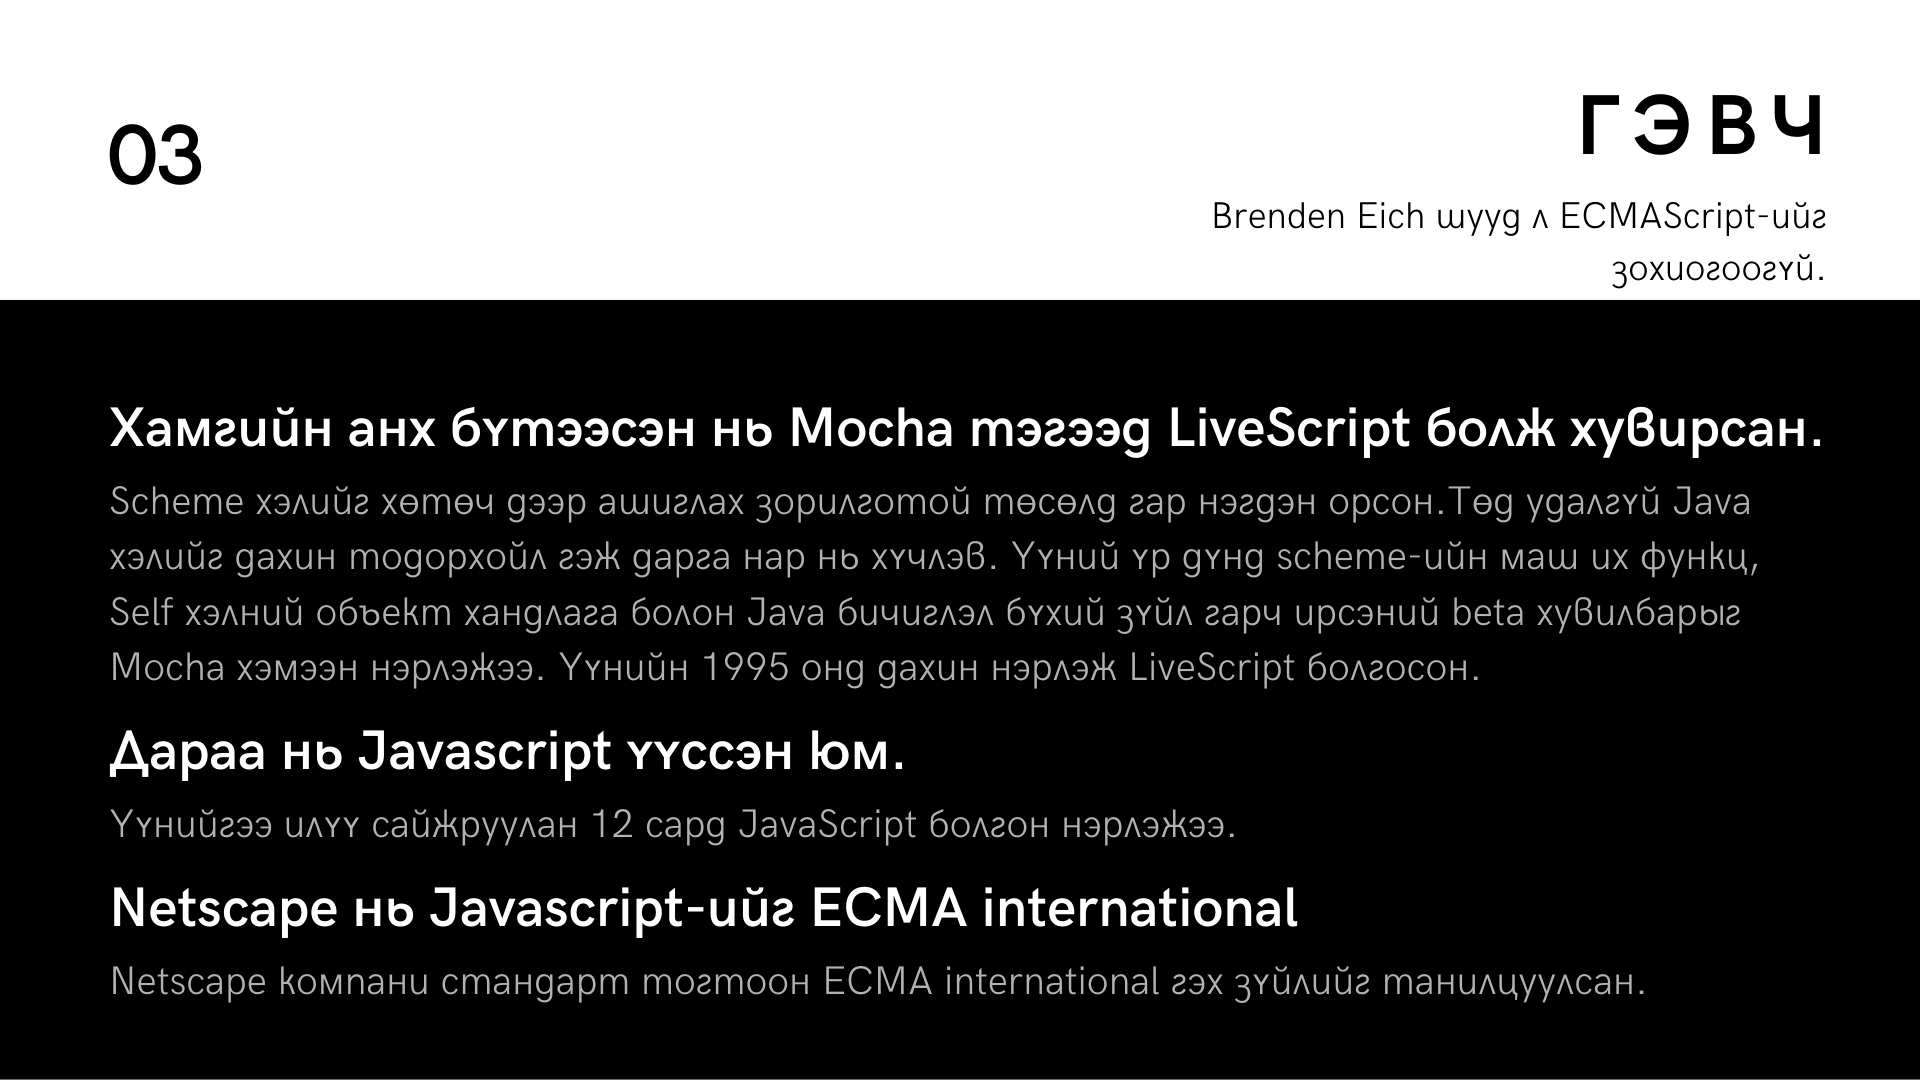 03
ГЭВЧ
Brenden Eich шууд л ECMAScript-ийг
зохиогоогүй.
Хамгийн анх бүтээсэн нь Mocha тэгээд LiveScript болж хувирсан.
Scheme хэлийг хөтөч дээр ашиглах зорилготой төсөлд гар нэгдэн орсон.Төд удалгүй Java
хэлийг дахин тодорхойл гэж дарга нар нь хүчлэв. Үүний үр дүнд scheme-ийн маш их функц,
Self хэлний объект хандлага болон Java бичиглэл бүхий зүйл гарч ирсэний beta хувилбарыг
Mocha хэмээн нэрлэжээ. Үүнийн 1995 онд дахин нэрлэж LiveScript болгосон.
Дараа нь Javascript үүссэн юм.
Үүнийгээ илүү сайжруулан 12 сард JavaScript болгон нэрлэжээ.
Netscape нь Javascript-ийг ECMA international
Netscape компани стандарт тогтоон ECMA international гэх зүйлийг танилцуулсан.